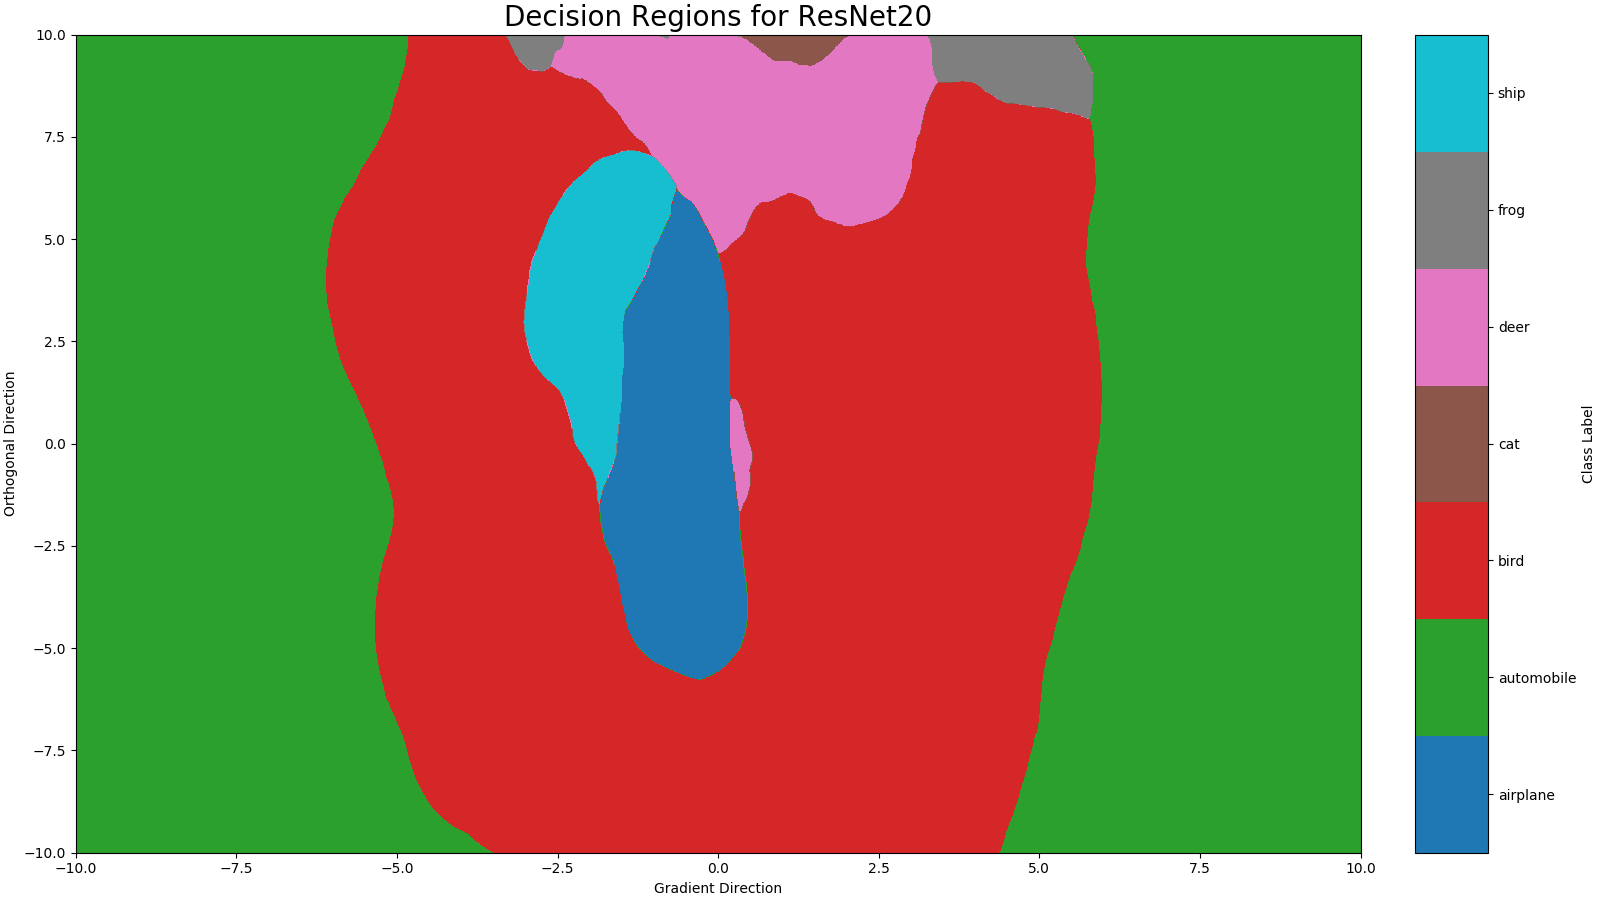 Decision Regions for ResNet20
10.0
7.5
5.0
2.5
0.0
−2.5
−5.0
−7.5
−10.0
Orthogonal Direction
−10.0 −7.5 −5.0 −2.5 0.0 2.5 5.0 7.5 10.0
Gradient Direction
ship
frog
deer
cat
bird
automobile
airplane
Class Label